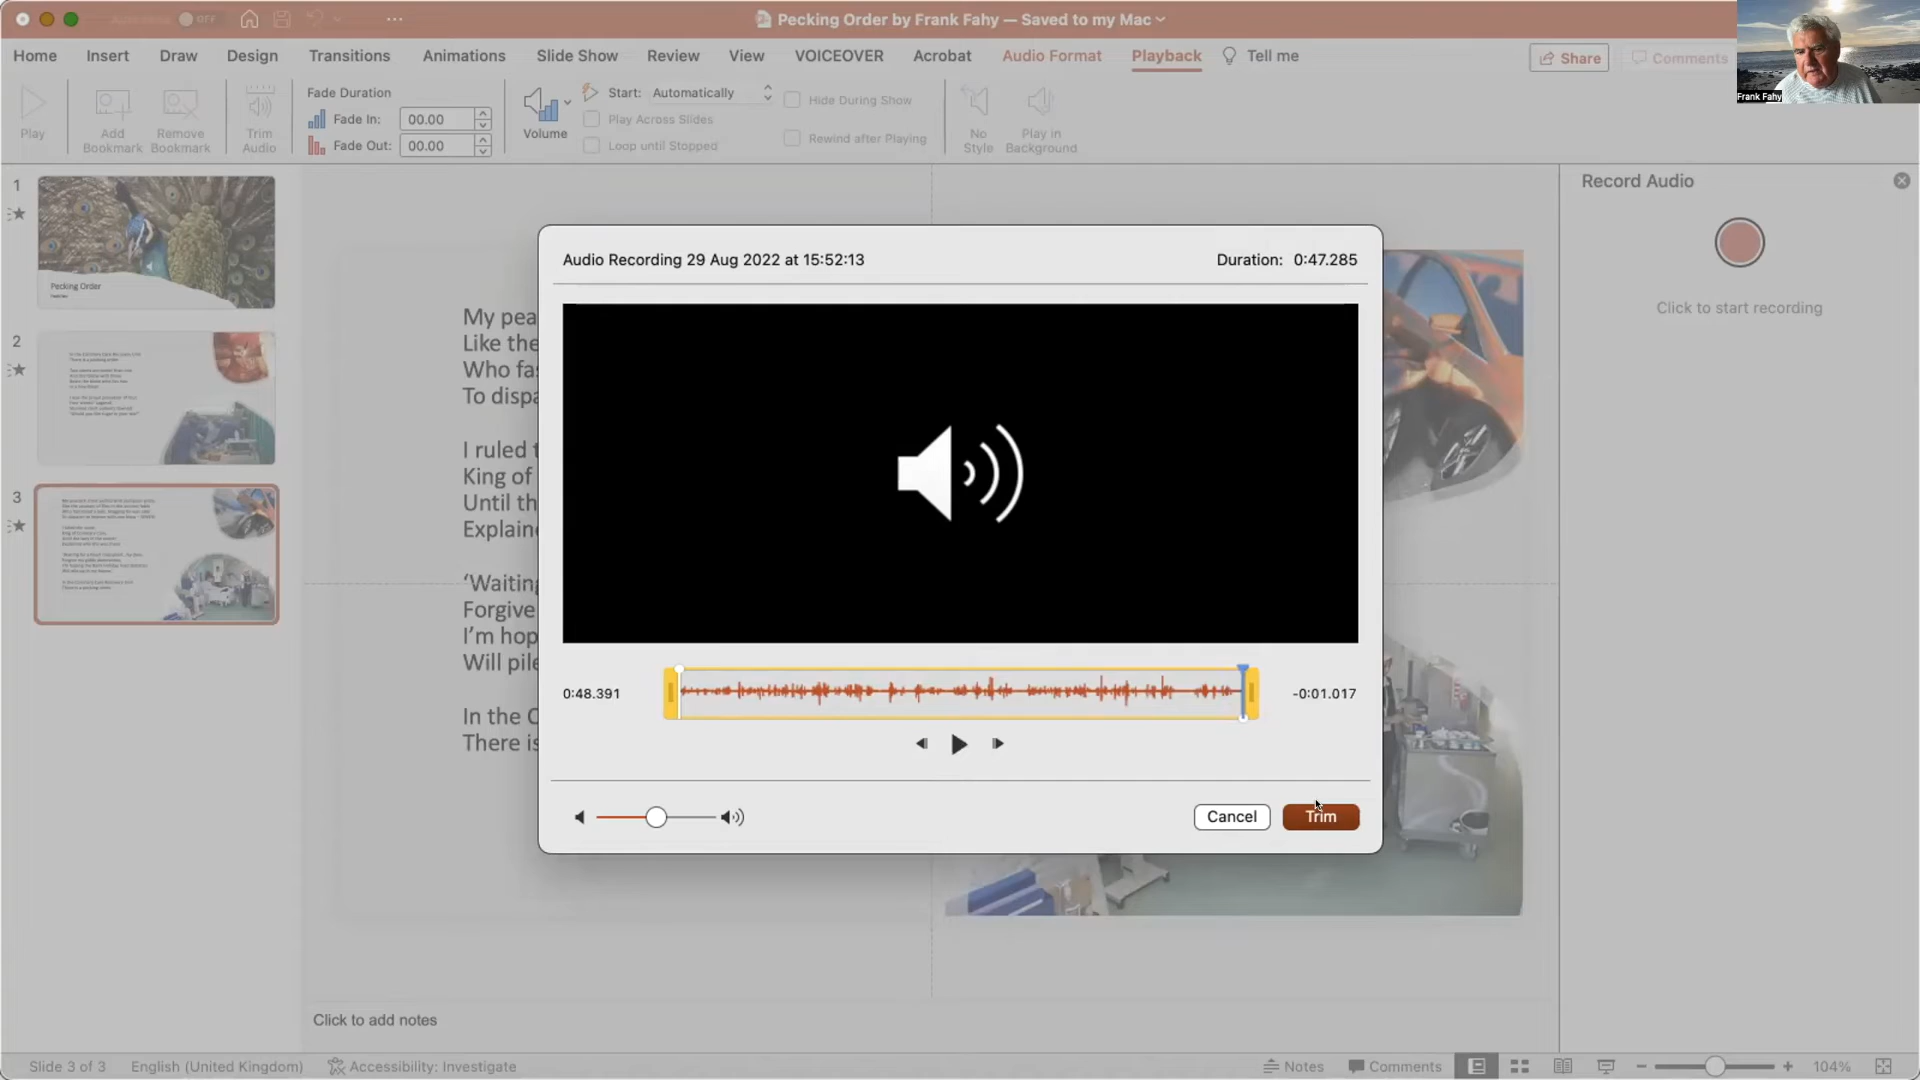 OFF
Pecking Order by Frank Fahy — Saved to my Mac
Home Insert Draw Design Transitions Animations Slide Show Review View VOICEOVER Acrobat Audio Format Playback Tell me Share Comments
Frank Fahy
Play
Add Bookmark
Remove Bookmark
Trim Audio
Fade Duration
Fade In: 00.00
Fade Out: 00.00
Volume
Start: Automatically
Play Across Slides
Loop until Stopped
Hide During Show
Rewind after Playing
No Style
Play in Background
1
Pecking Order
2
3
My pea
Like the
Who fa
To dispa
I ruled t
King of
Until th
Explain
‘Waiting
Forgive
I’m hop
Will pile
In the C
There is
Audio Recording 29 Aug 2022 at 15:52:13 Duration: 0:47.285
0:48.391 -0:01.017
Cancel Trim
Record Audio
Click to start recording
Click to add notes
Slide 3 of 3 English (United Kingdom) Accessibility: Investigate Notes Comments 104%